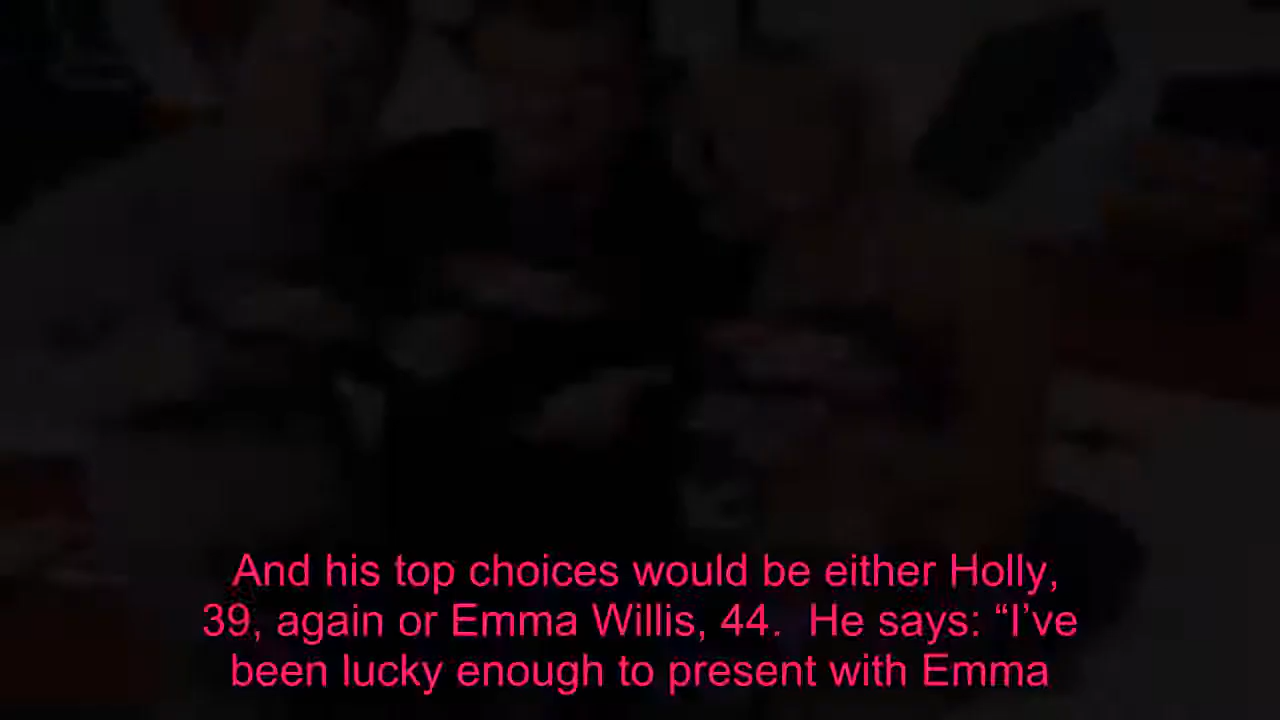 And his top choices would be either Holly,
39, again or Emma Willis, 44.  He says: “I’ve
been lucky enough to present with Emma